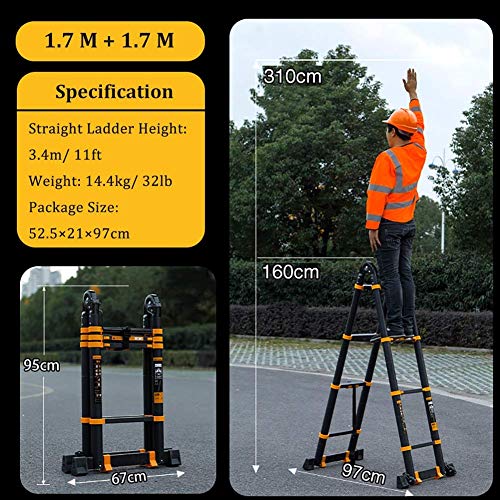 1.7 M + 1.7 M
Specification
Straight Ladder Height:
3.4m/ 11ft
Weight: 14.4kg/ 32lb
Package Size:
52.5×21×97cm
310cm
160cm
97cm
95cm
67cm